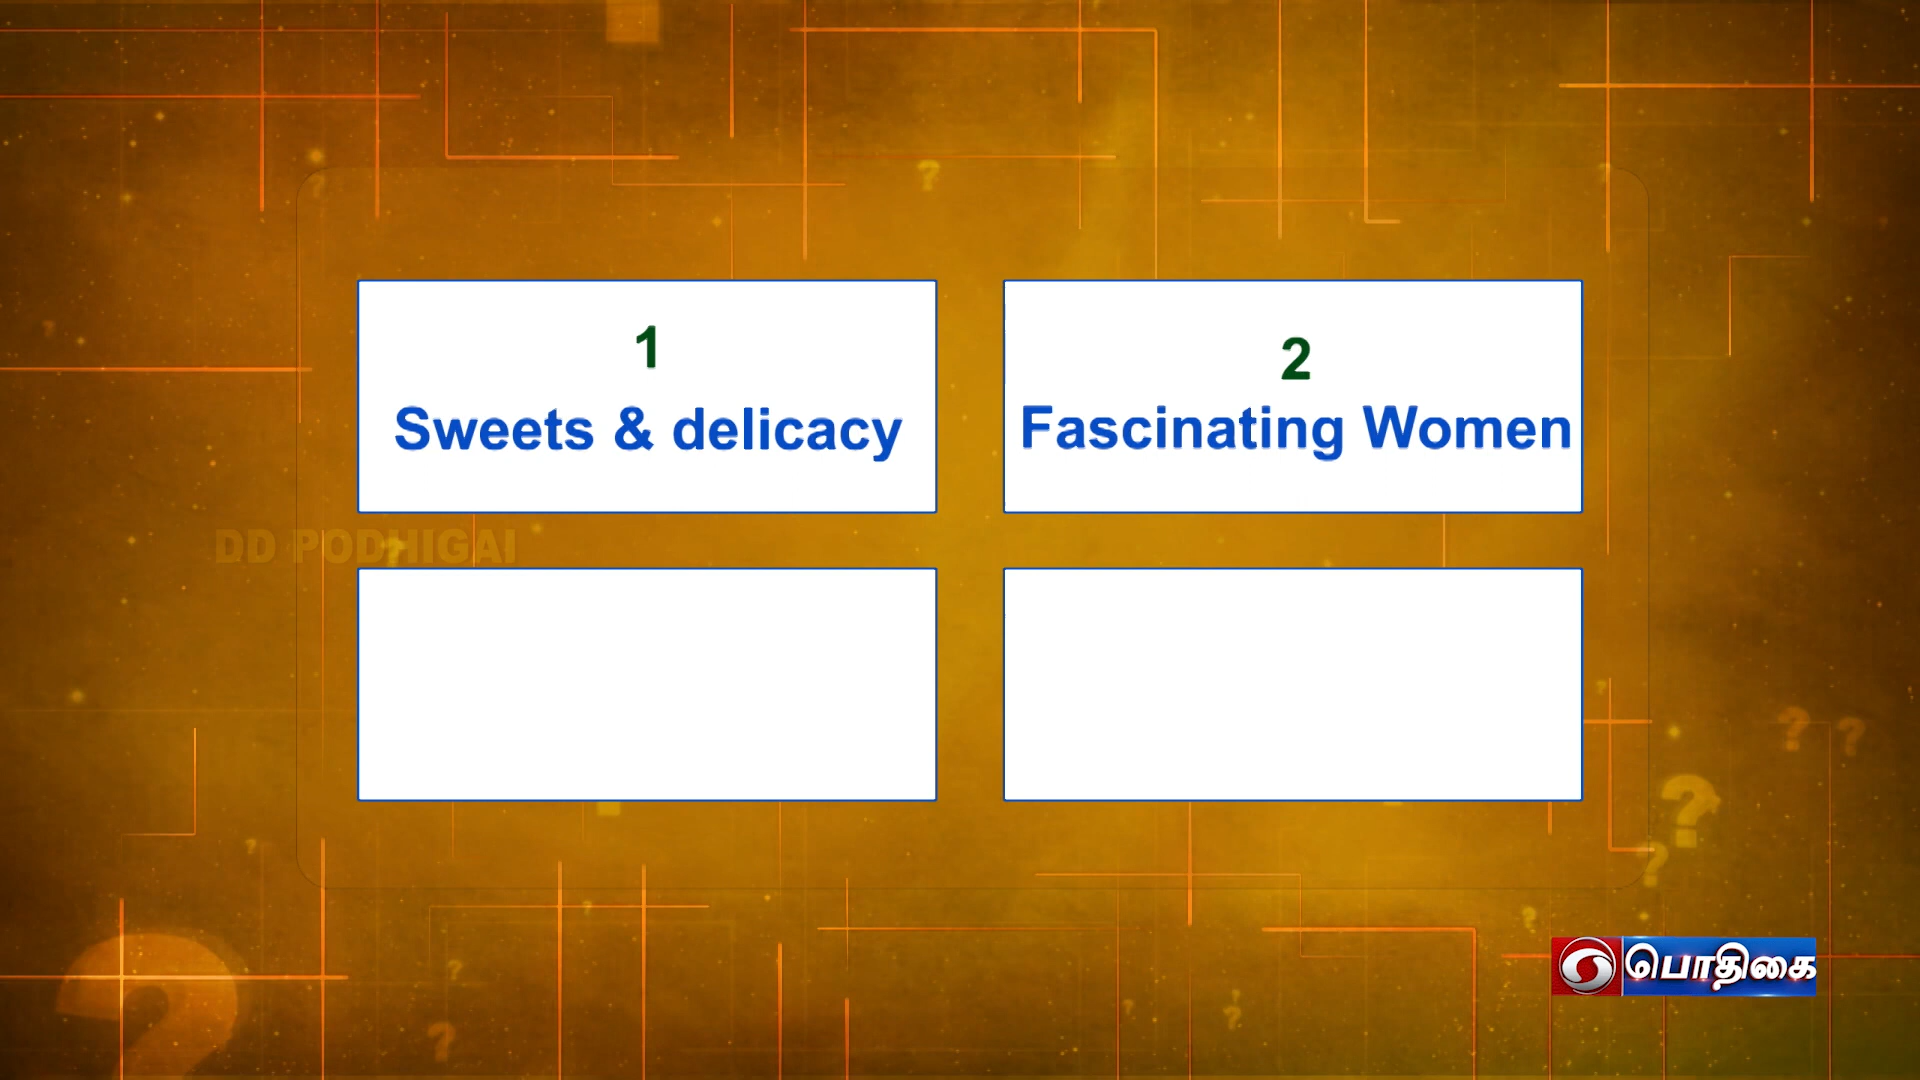 1
Sweets & delicacy
2
Fascinating Women
DD PODHIGAI
பொதிகை